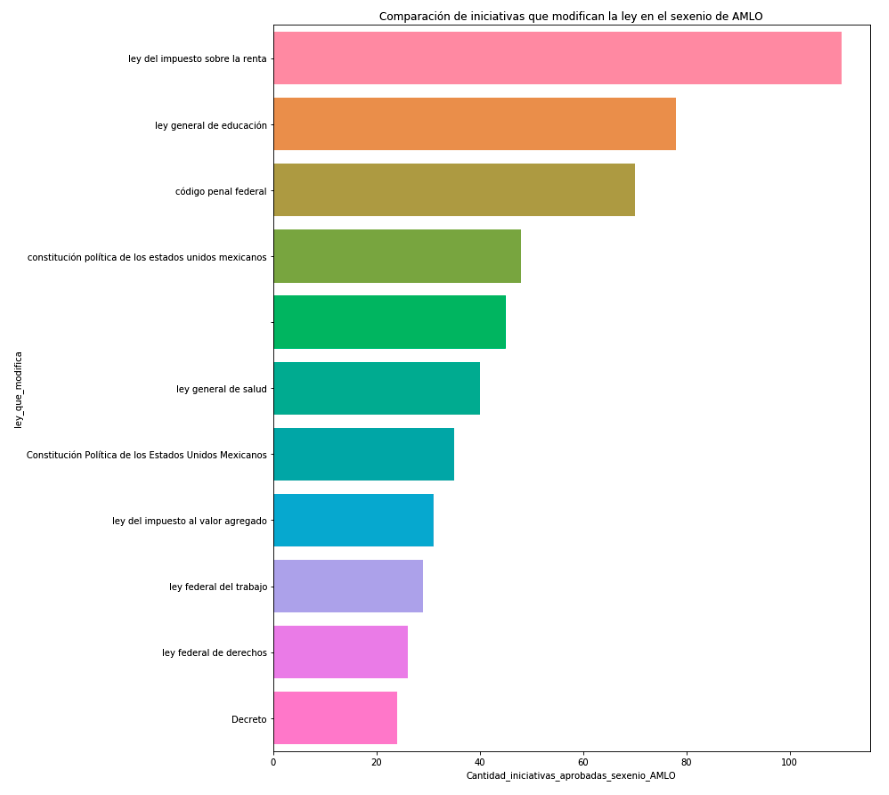 Comparación de iniciativas que modifican la ley en el sexenio de AMLO
ley del impuesto sobre la renta
ley general de educación
código penal federal
constitución política de los estados unidos mexicanos
ley general de salud
Constitución Política de los Estados Unidos Mexicanos
ley del impuesto al valor agregado
ley federal del trabajo
ley federal de derechos
Decreto
ley_que_modifica
0 20 40 60 80 100
Cantidad_iniciativas_aprobadas_sexenio_AMLO